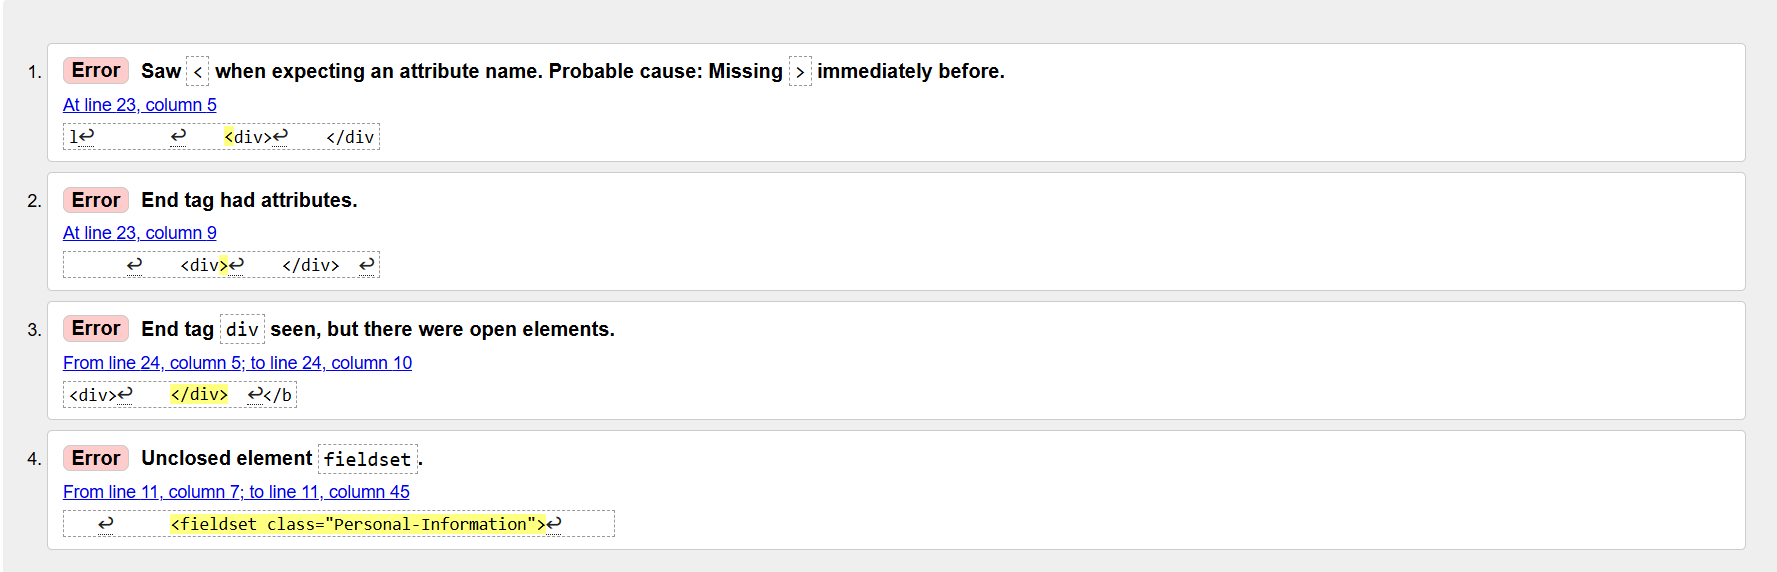 1. Error Saw < when expecting an attribute name. Probable cause: Missing > immediately before.
At line 23, column 5
l↩ ↩ <div>↩ </div
2. Error End tag had attributes.
At line 23, column 9
↩ <div>↩ </div> ↩
3. Error End tag div seen, but there were open elements.
From line 24, column 5; to line 24, column 10
<div>↩ </div> ↩</b
4. Error Unclosed element fieldset.
From line 11, column 7; to line 11, column 45
↩ <fieldset class="Personal-Information">↩